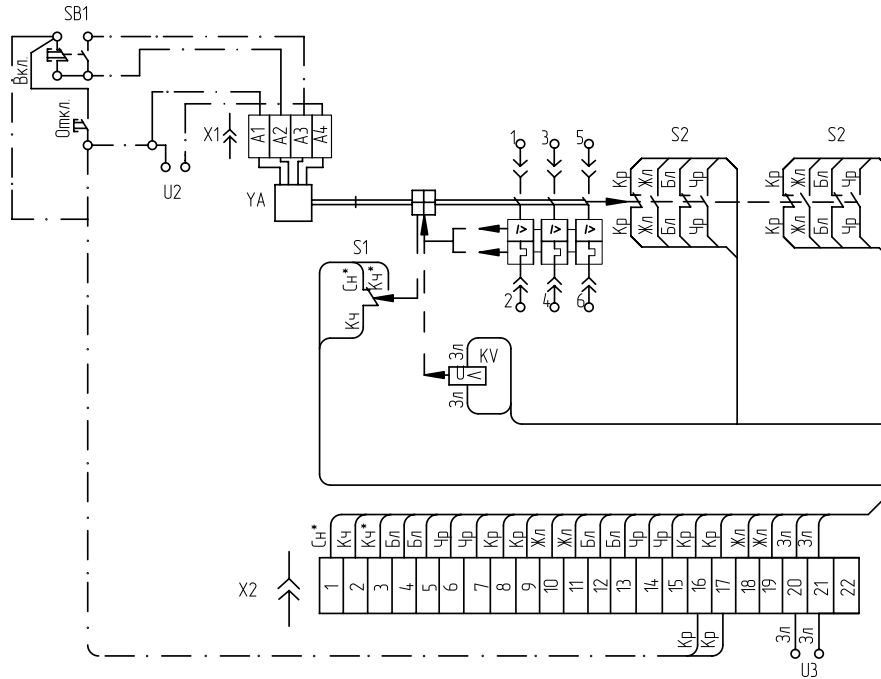 SB1
Вкл.
Откл.
X1
A1 A2 A3 A4
U2
YA
1 3 5
I> I> I>
2 4 6
S2 S2
Кр Жл Бл Чр
Кр Жл Бл Чр
Кр Жл Бл Чр
Кр Жл Бл Чр
S1
Сн* Кч*
Кч
Зл KV
U <
Зл
Сн* Кч Кч* Бл Бл Чр Чр Кр Кр Жл Жл Бл Бл Чр Чр Кр Кр Жл Жл Зл Зл
X2
1 2 3 4 5 6 7 8 9 10 11 12 13 14 15 16 17 18 19 20 21 22
Кр Кр Зл Зл
U3